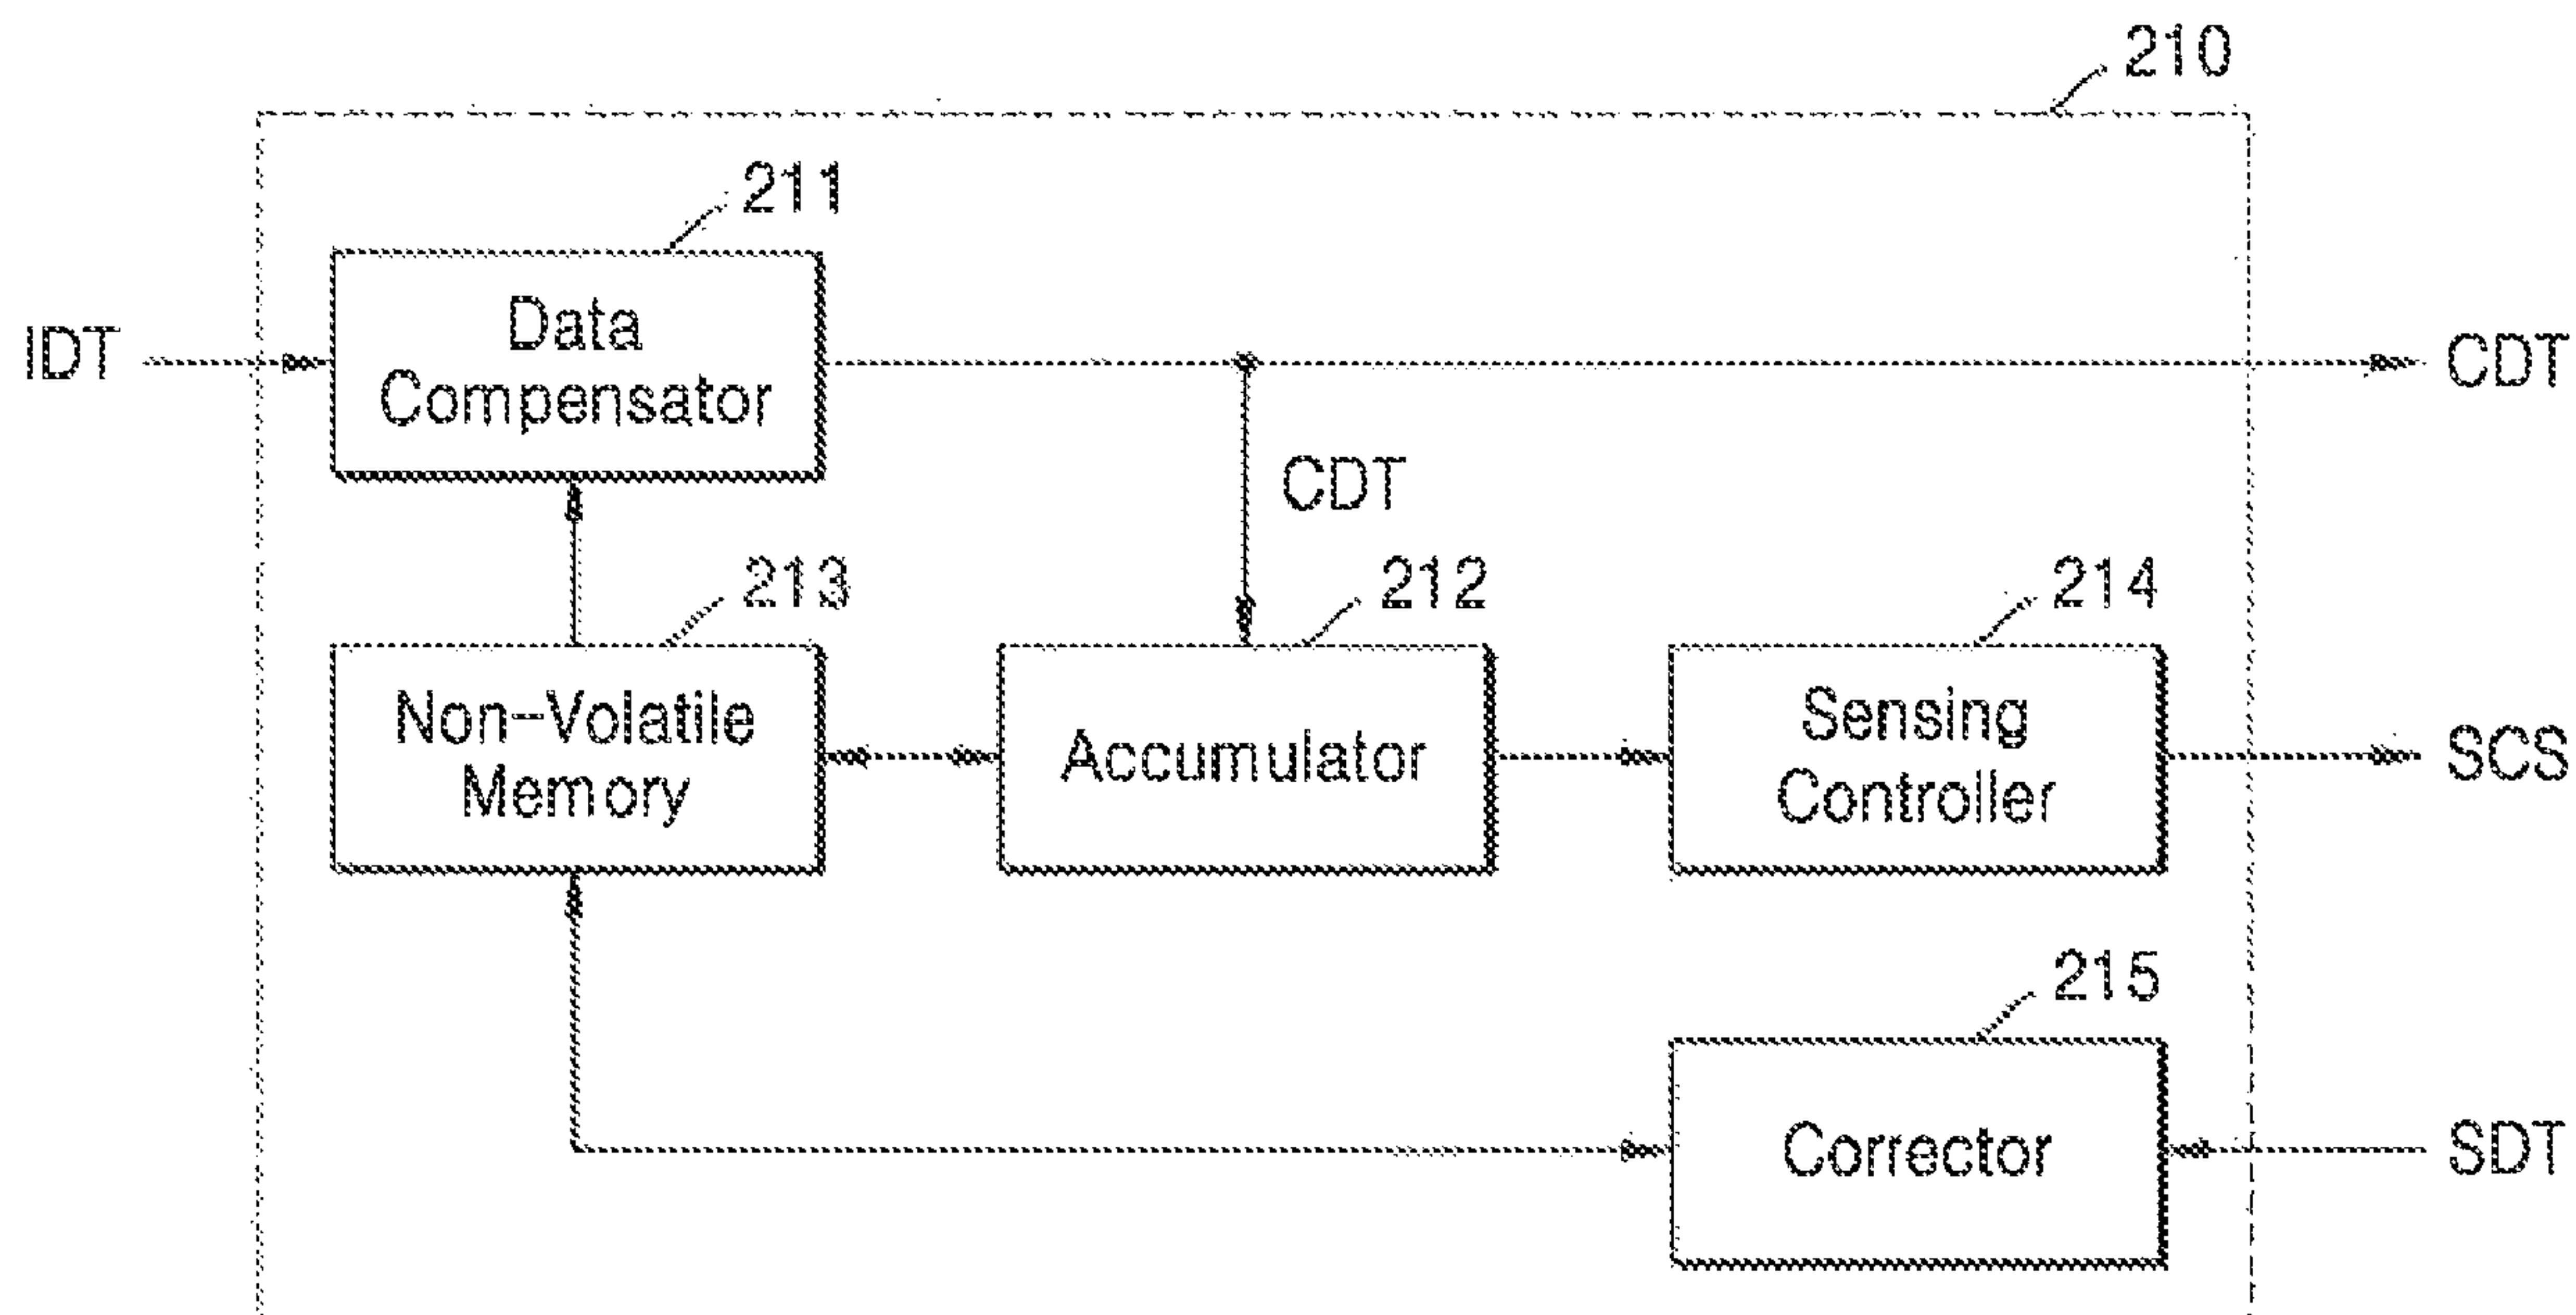 210
211
IDT
Data
Compensator
CDT
CDT
213
212
214
Non-Volatile
Memory
Accumulator
Sensing
Controller
SCS
215
Corrector
SDT